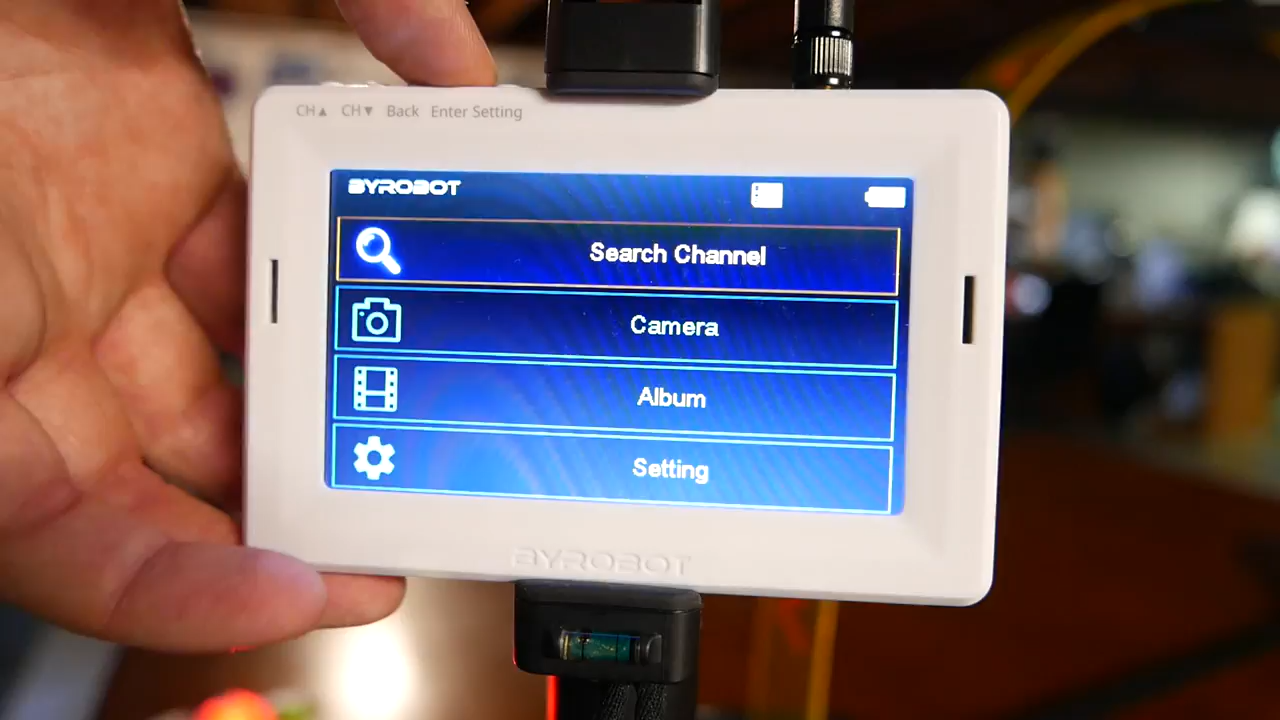 CH▲ CH▼ Back Enter Setting
BYROBOT
Search Channel
Camera
Album
Setting
BYROBOT